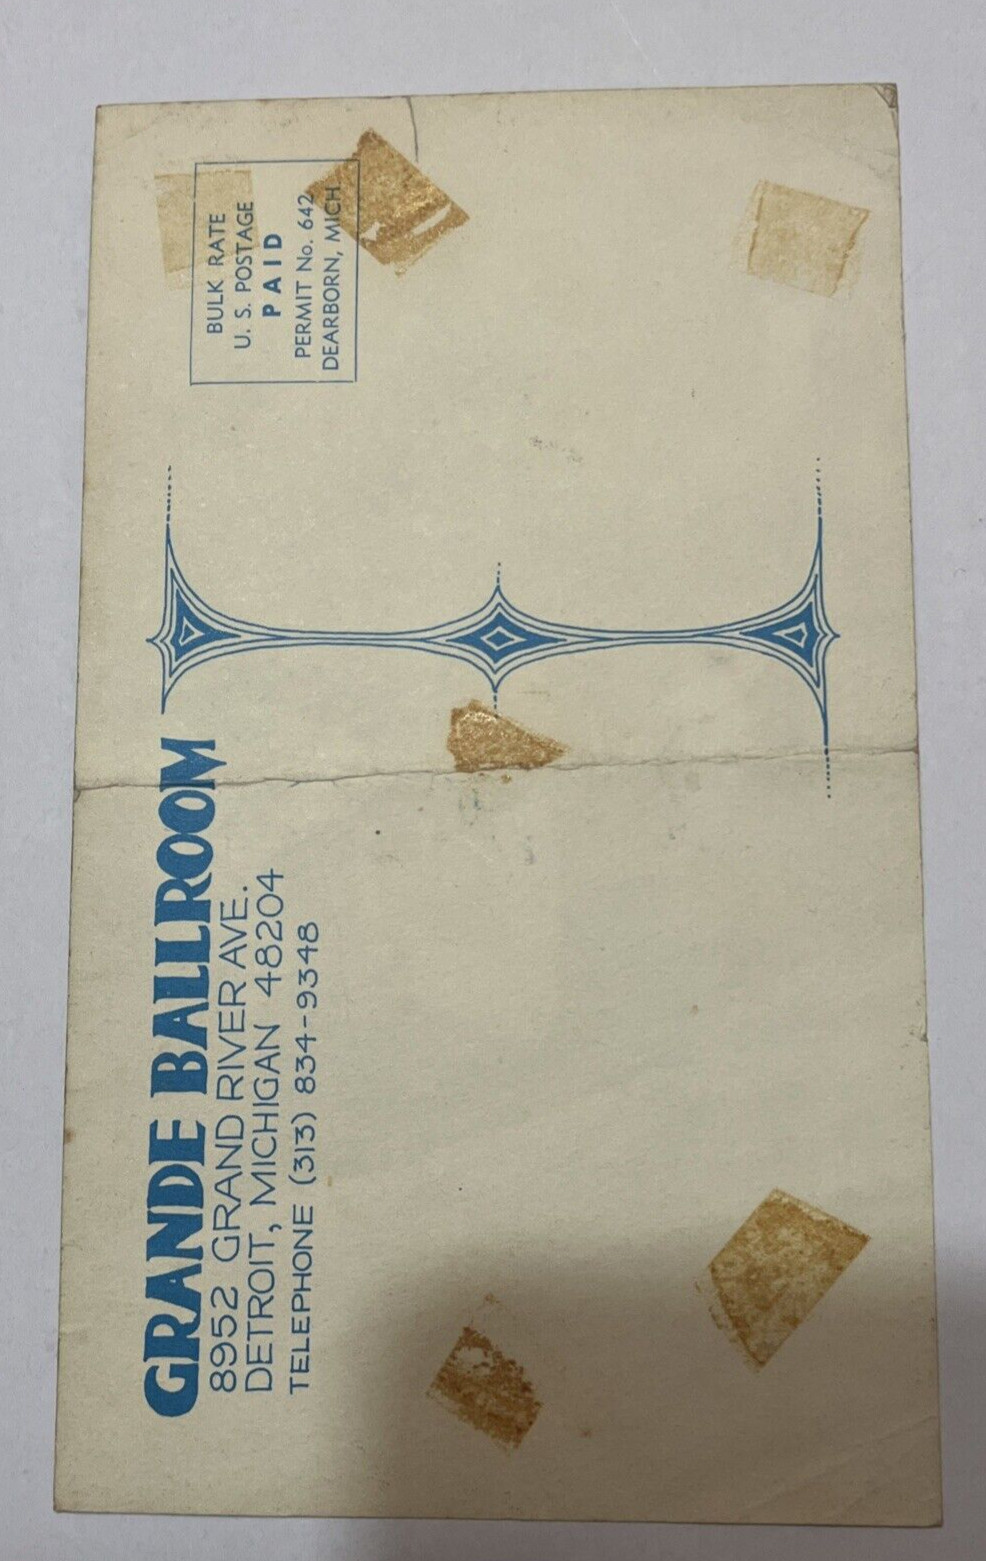 GRANDE BALLROOM
8952 GRAND RIVER AVE.
DETROIT, MICHIGAN 48204
TELEPHONE (313) 834-9348
BULK RATE
U. S. POSTAGE
PAID
PERMIT No. 642
DEARBORN, MICH